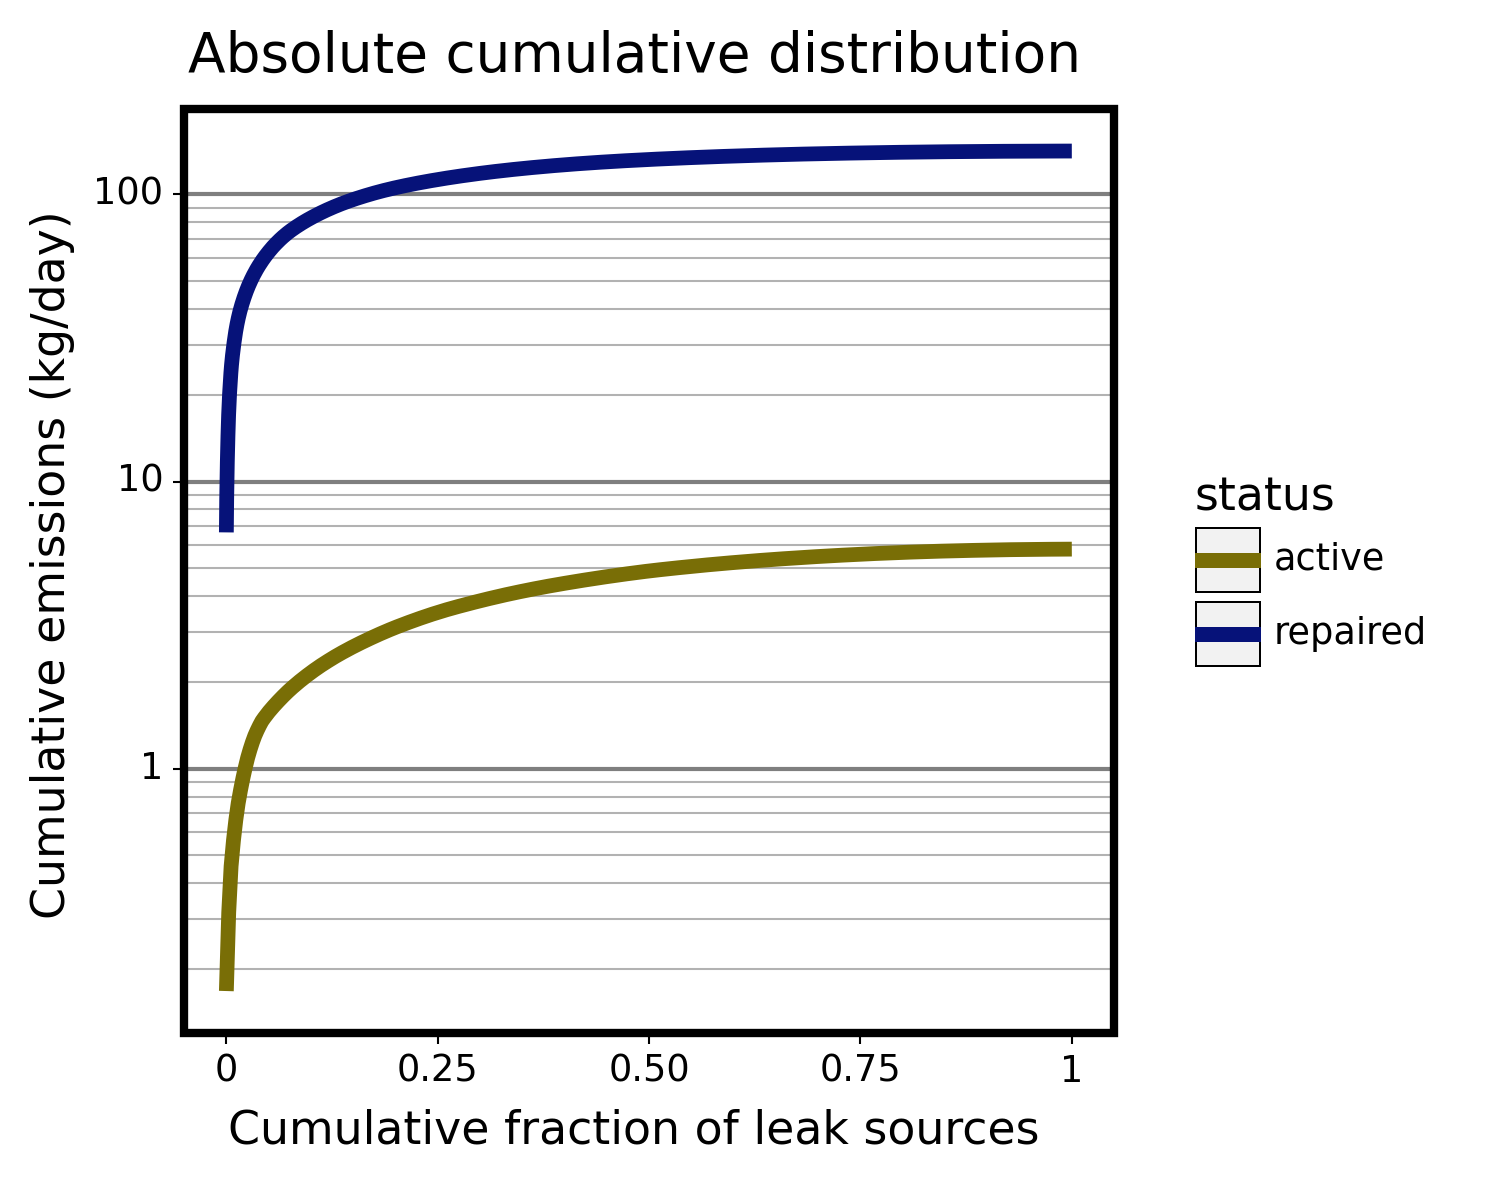 Absolute cumulative distribution
Cumulative emissions (kg/day)
100
10
1
0 0.25 0.50 0.75 1
Cumulative fraction of leak sources
status
active
repaired